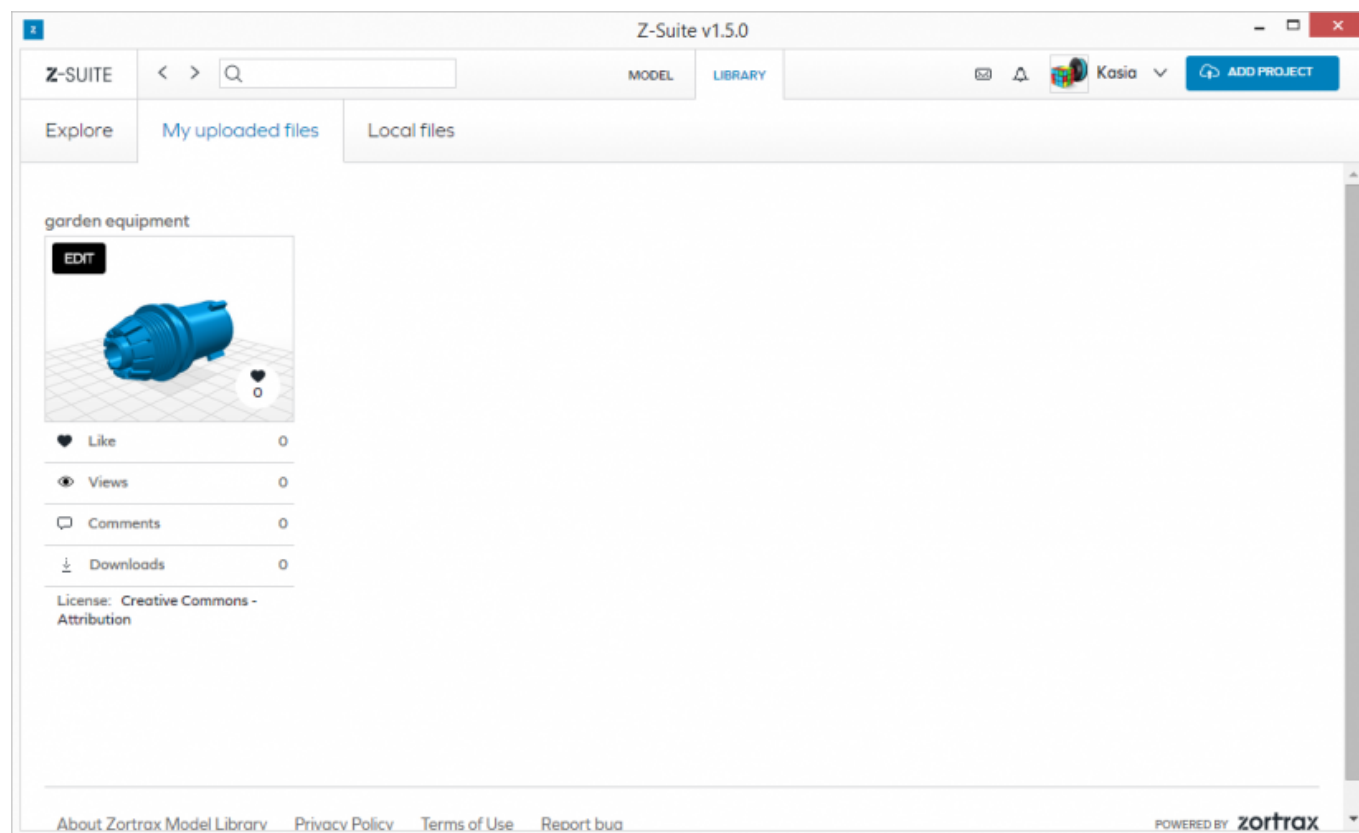 Z
Z-Suite v1.5.0
Z-SUITE
MODEL
LIBRARY
Kasia
ADD PROJECT
Explore
My uploaded files
Local files
garden equipment
EDIT
0
Like 0
Views 0
Comments 0
Downloads 0
License: Creative Commons -
Attribution
About Zortrax Model Library Privacy Policy Terms of Use Report bug
POWERED BY zortrax